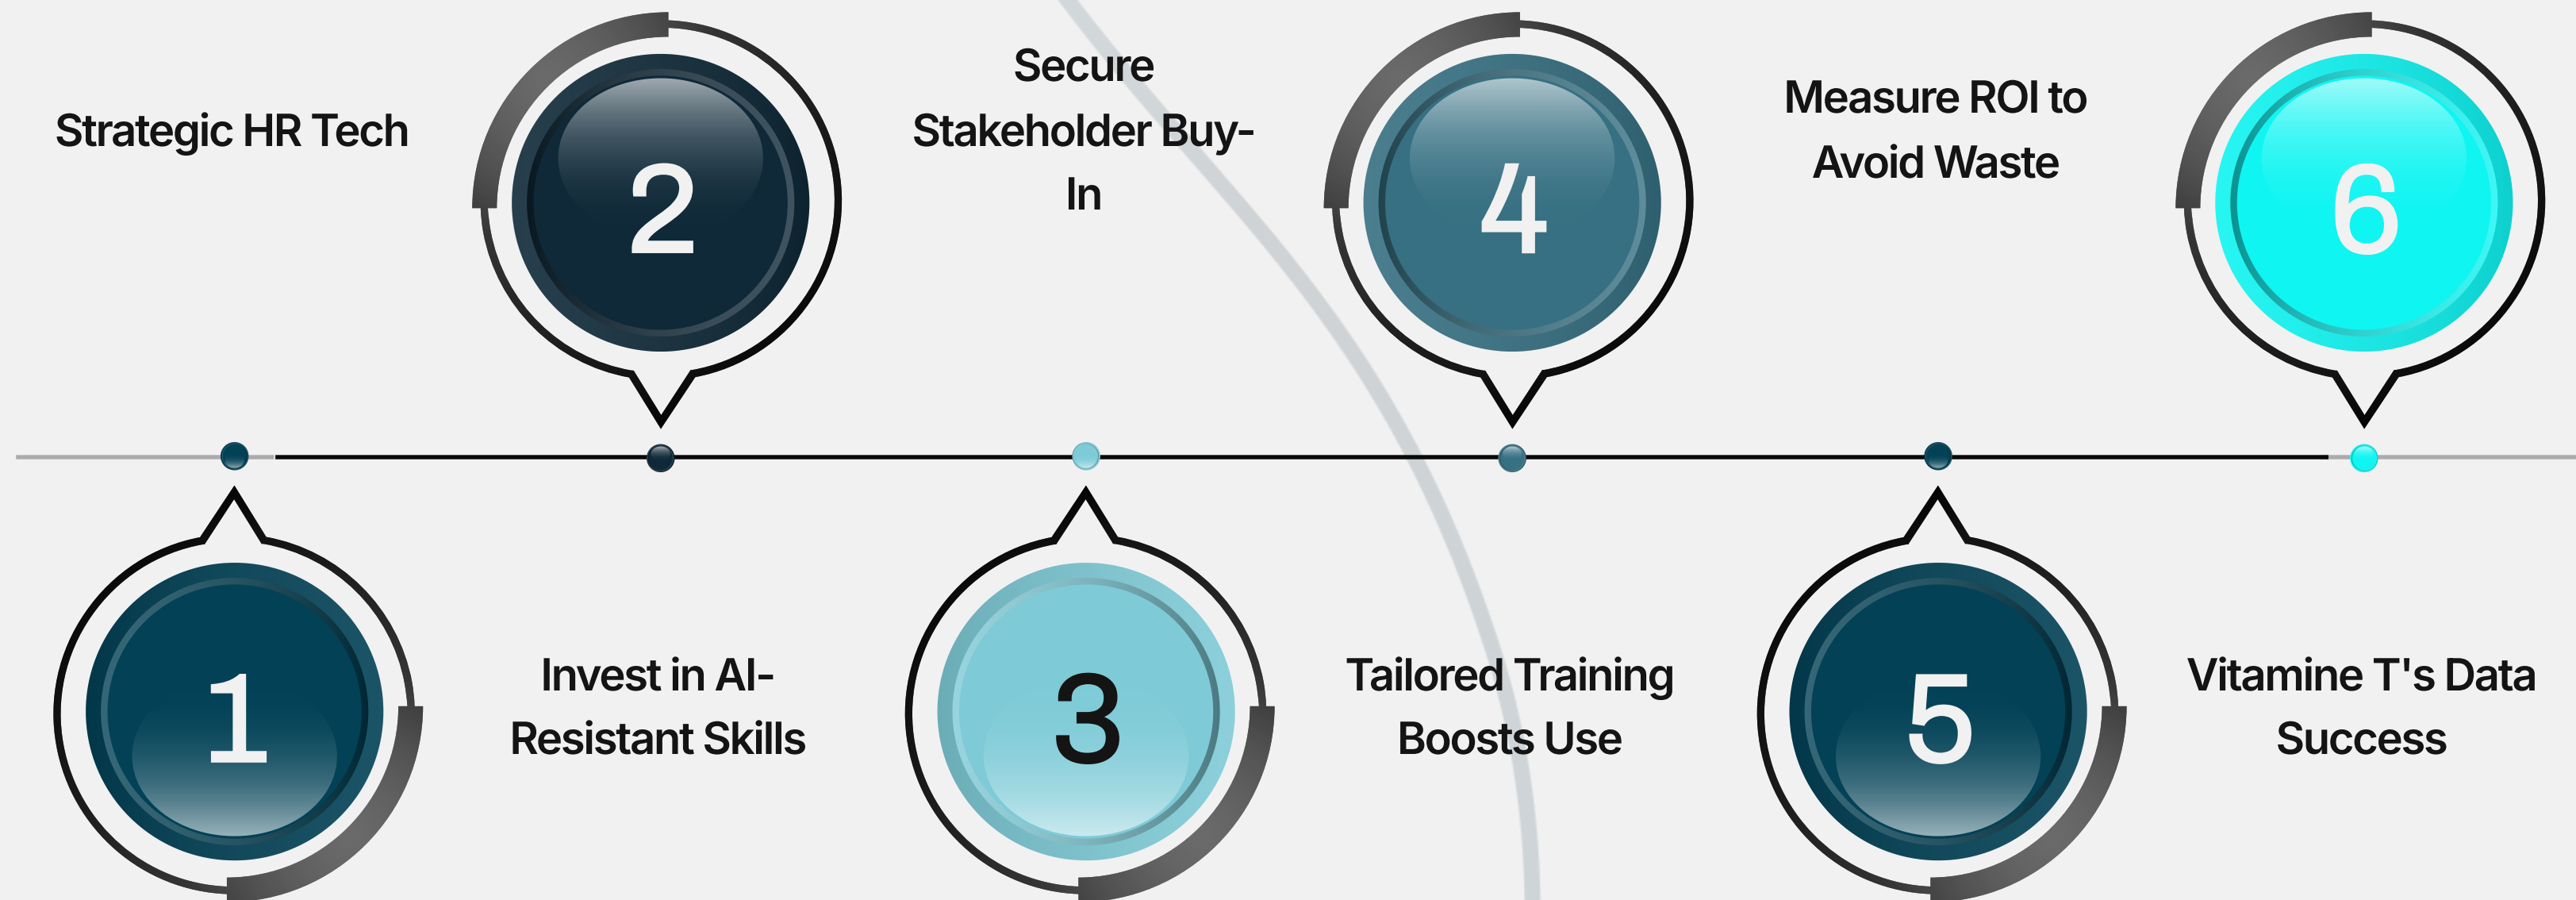 Strategic HR Tech
1
2
Invest in AI-
Resistant Skills
Secure
Stakeholder Buy-
In
3
4
Tailored Training
Boosts Use
Measure ROI to
Avoid Waste
5
6
Vitamine T's Data
Success